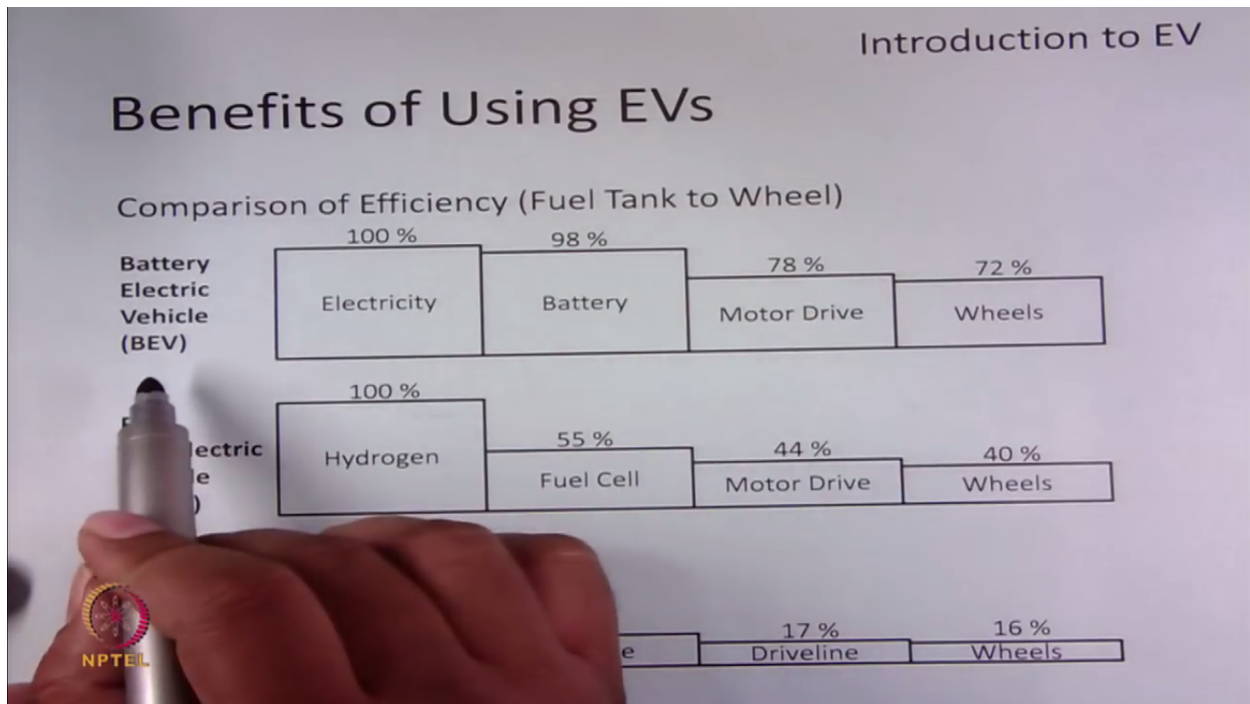 Introduction to EV
Benefits of Using EVs
Comparison of Efficiency (Fuel Tank to Wheel)
Battery
Electric
Vehicle
(BEV)
100 % 98 % 78 % 72 %
Electricity Battery Motor Drive Wheels
100 % 55 % 44 % 40 %
Hydrogen Fuel Cell Motor Drive Wheels
17 % 16 %
Driveline Wheels
NPTEL